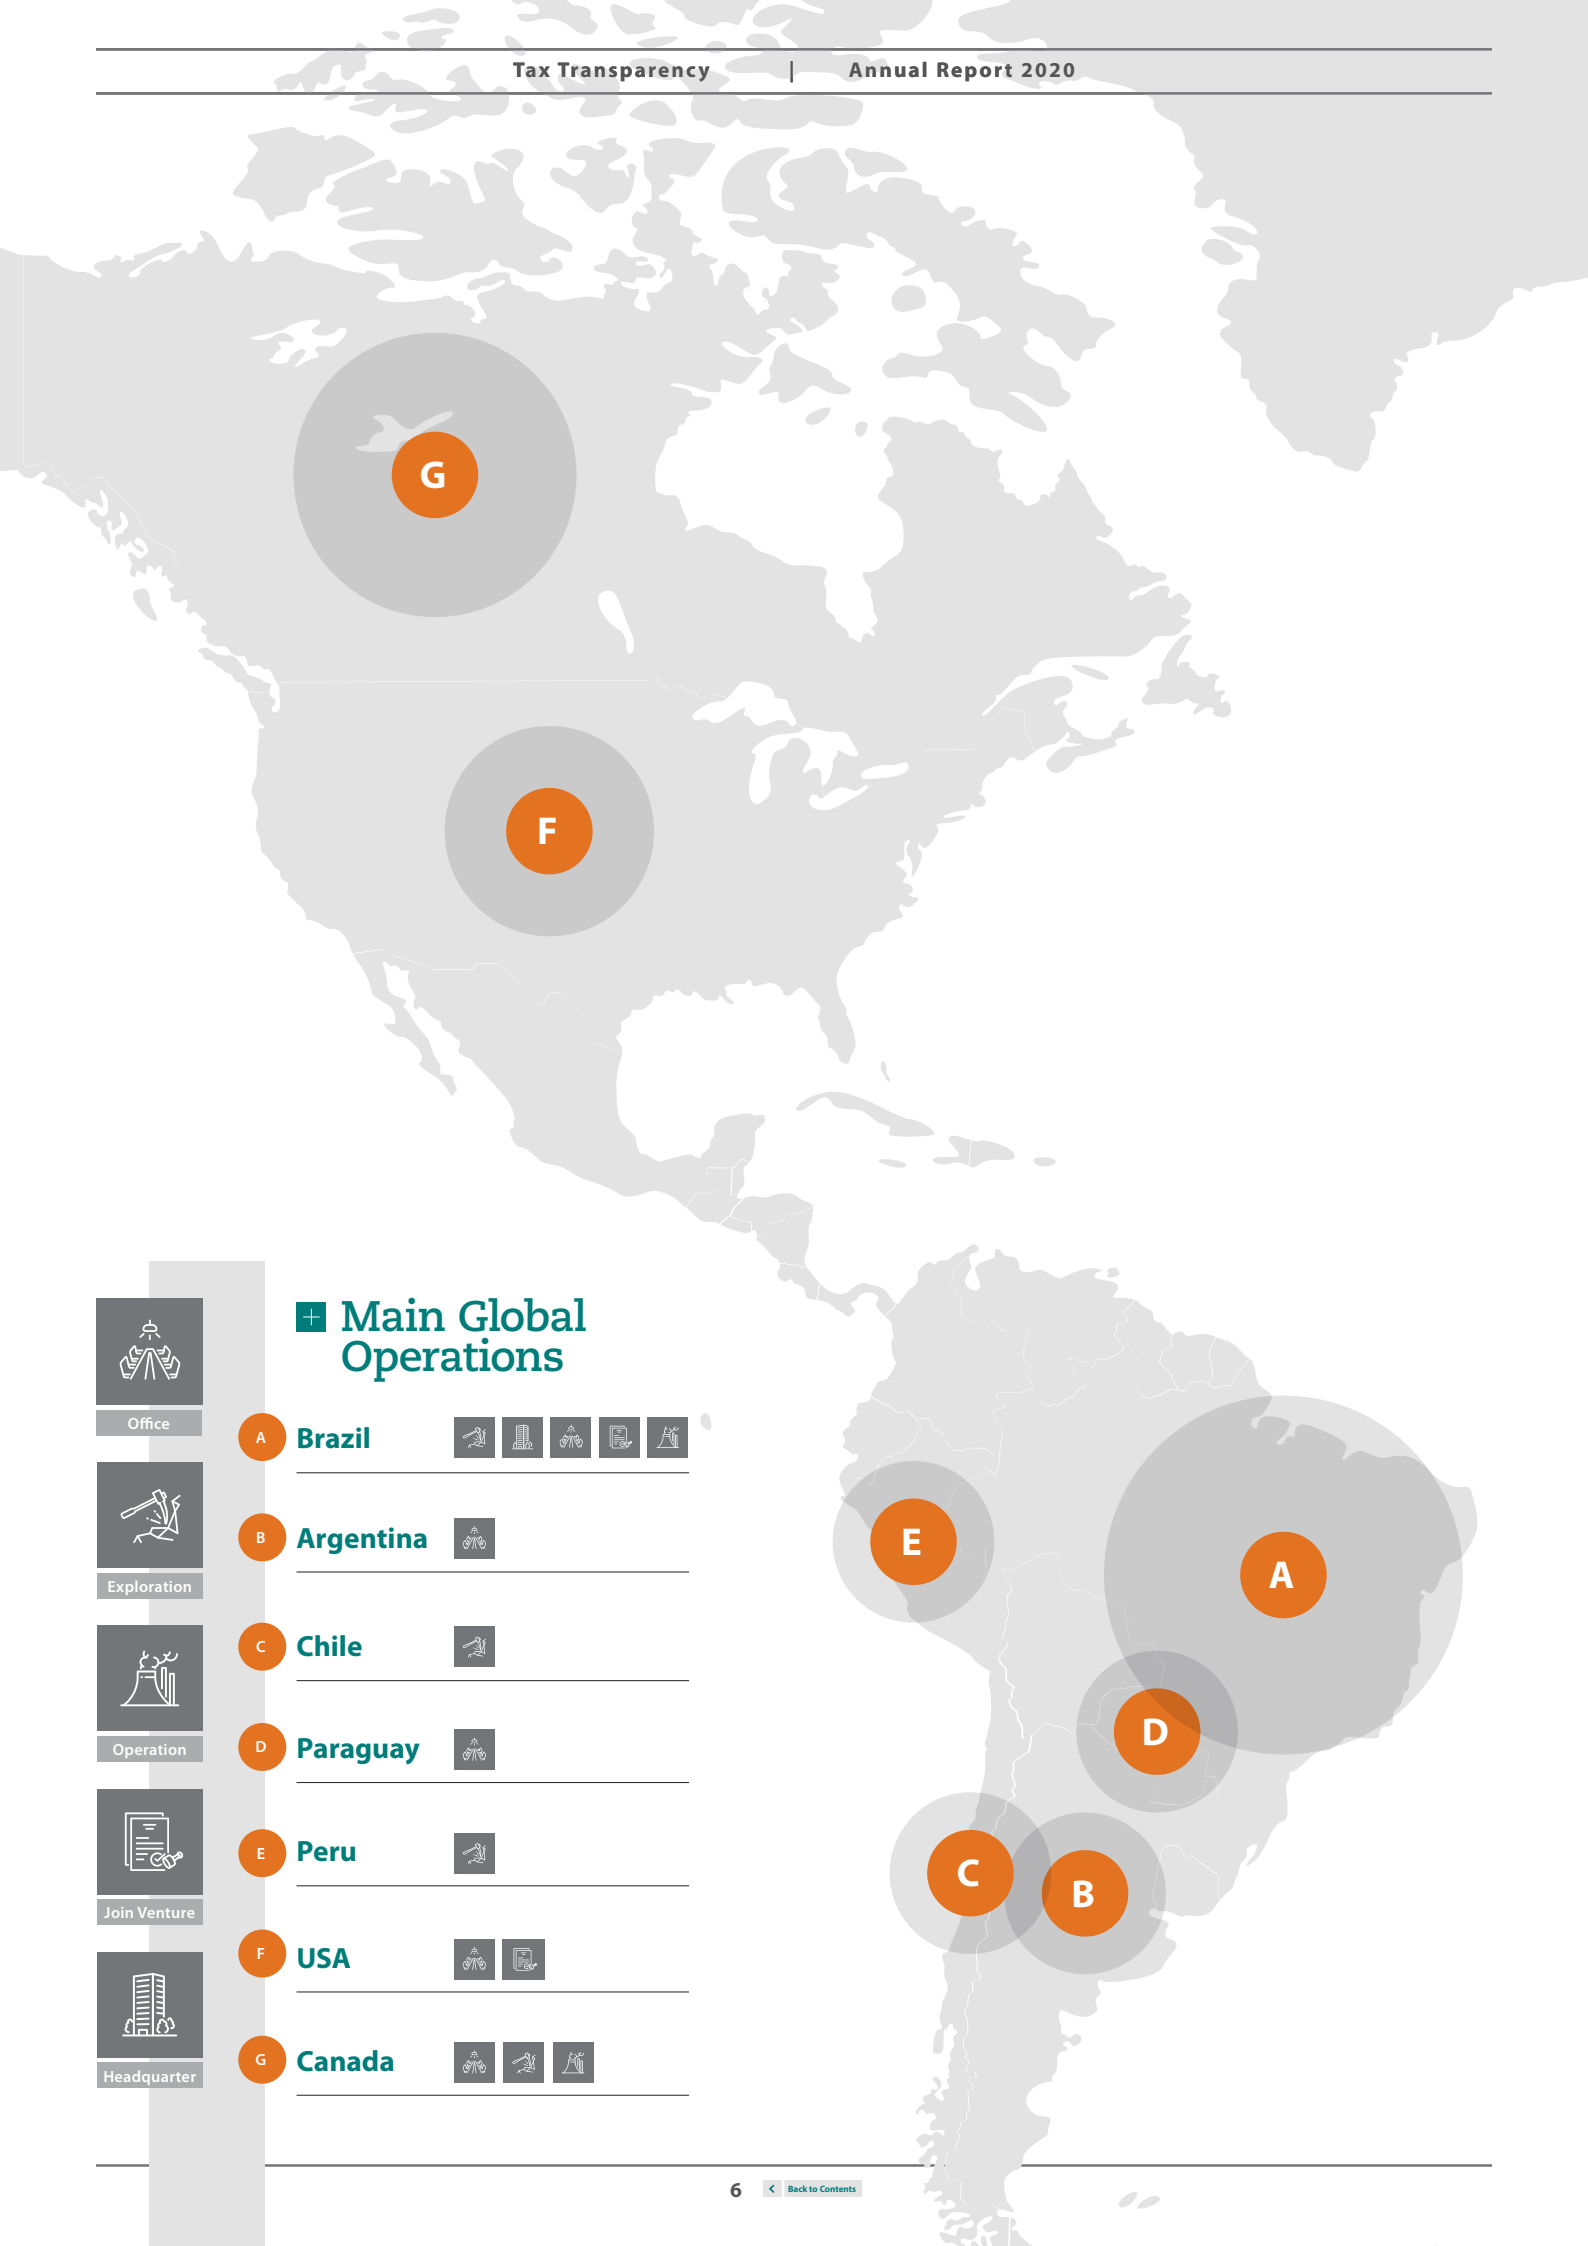 Tax Transparency | Annual Report 2020
G
F
Main Global
Operations
Office
Exploration
Operation
Join Venture
Headquarter
A Brazil
B Argentina
C Chile
D Paraguay
E Peru
F USA
G Canada
E
A
D
C
B
6 Back to Contents